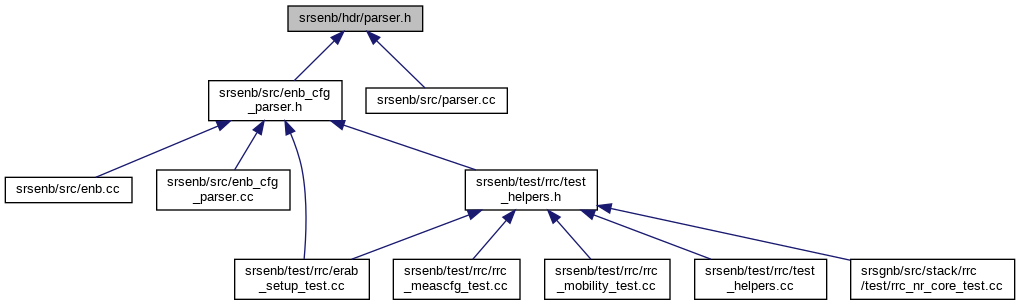 srsenb/hdr/parser.h
srsenb/src/enb_cfg
_parser.h
srsenb/src/parser.cc
srsenb/src/enb.cc
srsenb/src/enb_cfg
_parser.cc
srsenb/test/rrc/test
_helpers.h
srsenb/test/rrc/erab
_setup_test.cc
srsenb/test/rrc/rrc
_meascfg_test.cc
srsenb/test/rrc/rrc
_mobility_test.cc
srsenb/test/rrc/test
_helpers.cc
srsgnb/src/stack/rrc
/test/rrc_nr_core_test.cc